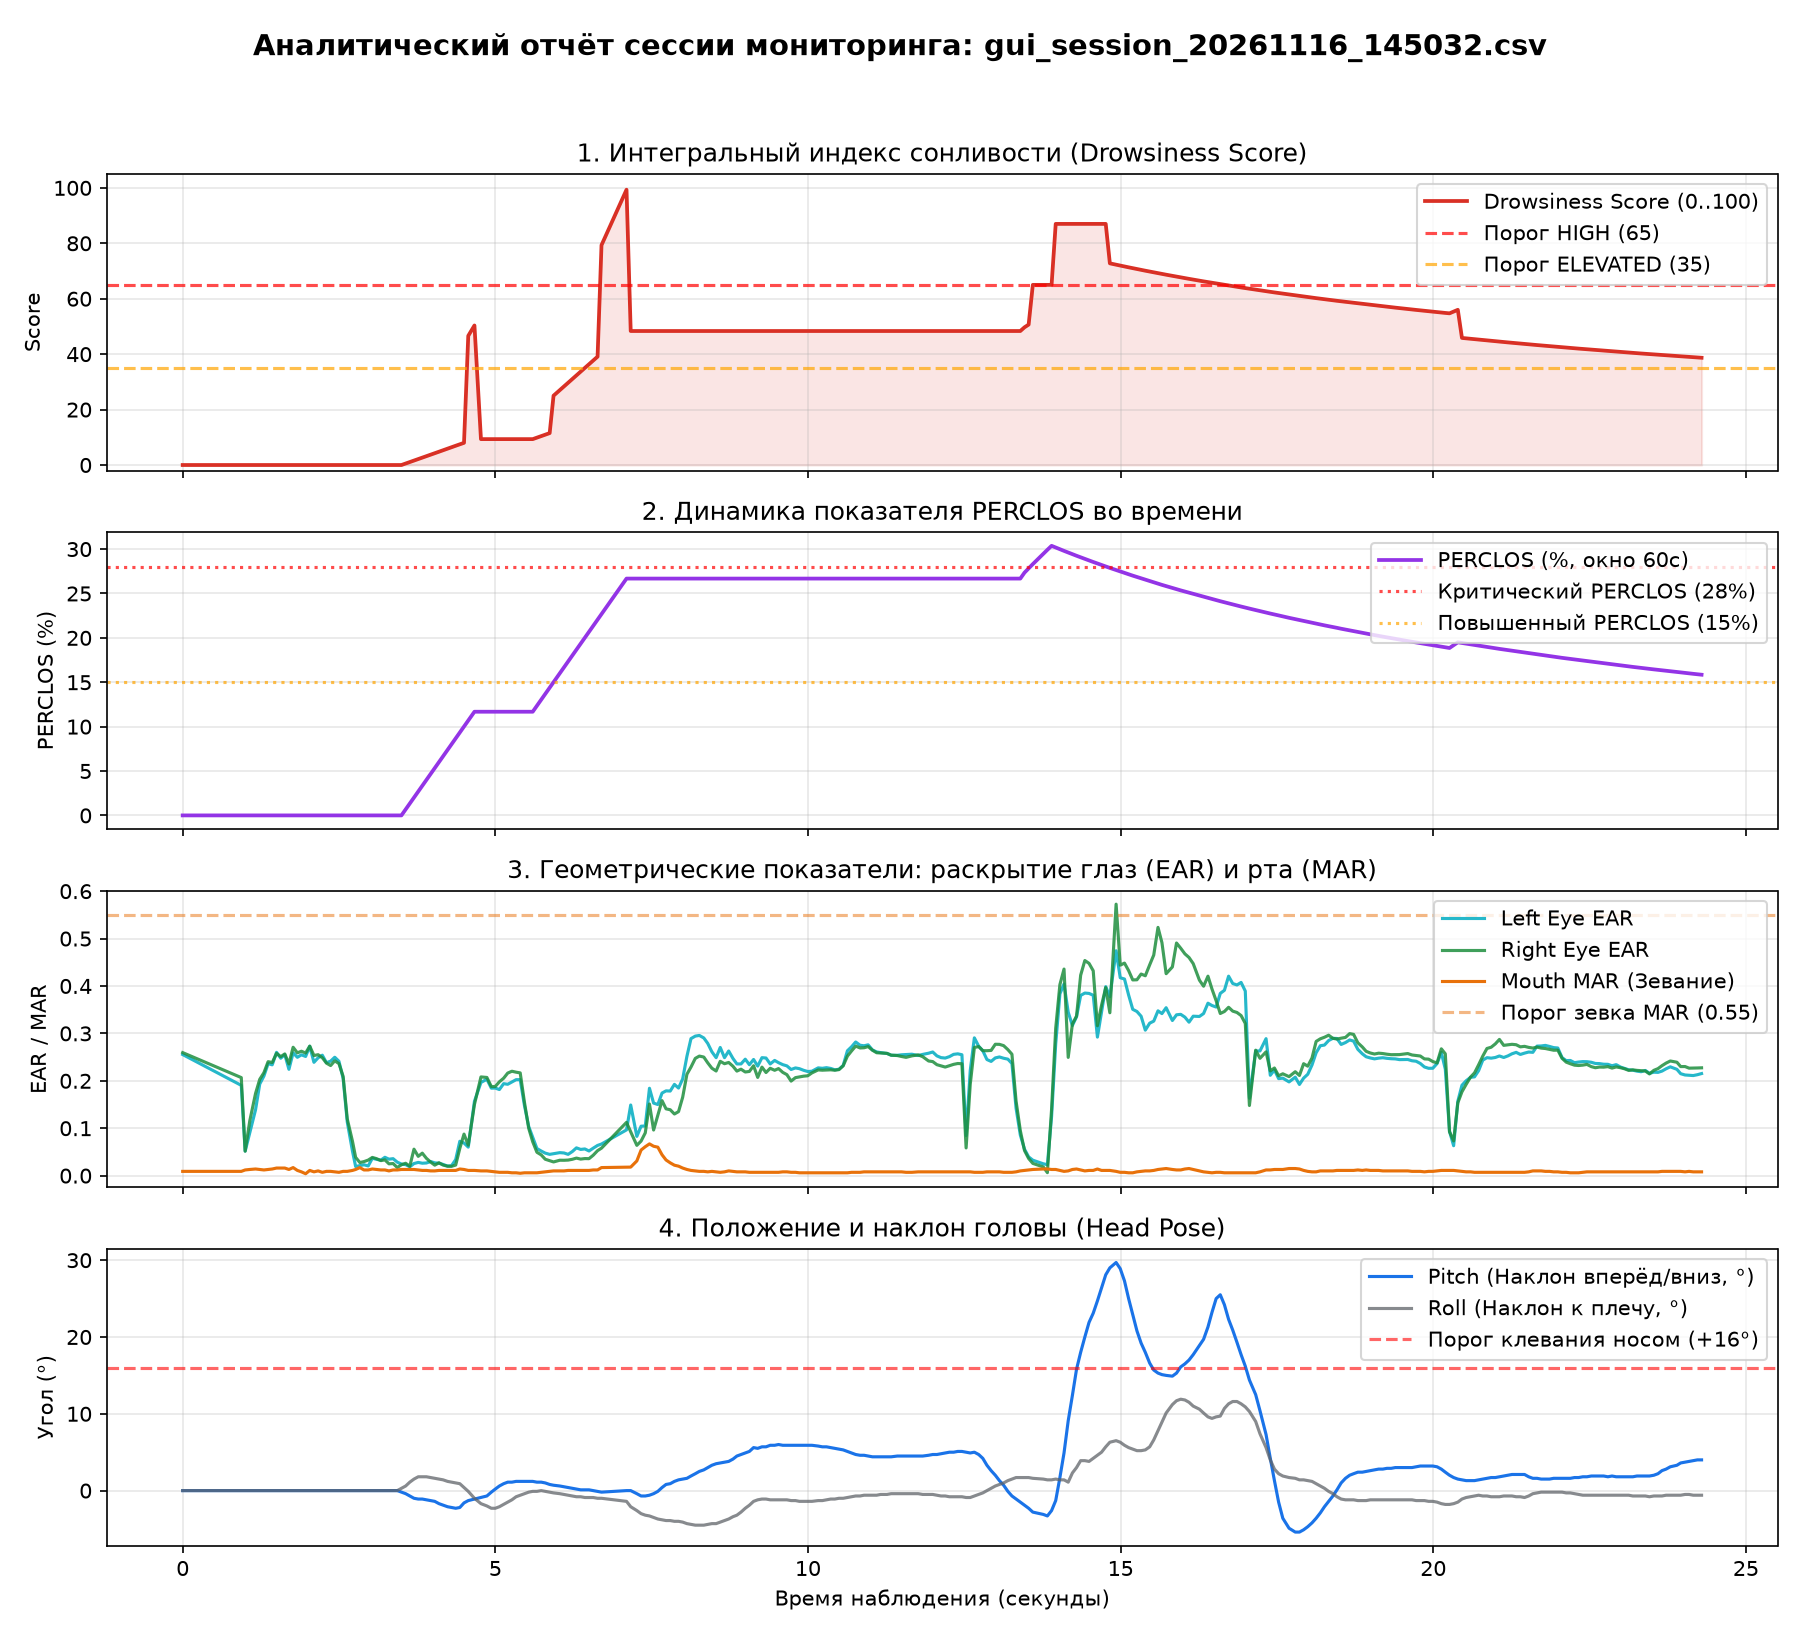 Аналитический отчёт сессии мониторинга: gui_session_20261116_145032.csv
1. Интегральный индекс сонливости (Drowsiness Score)
Score
100
80
60
40
20
0
Drowsiness Score (0..100)
Порог HIGH (65)
Порог ELEVATED (35)
2. Динамика показателя PERCLOS во времени
PERCLOS (%)
30
25
20
15
10
5
0
PERCLOS (%, окно 60с)
Критический PERCLOS (28%)
Повышенный PERCLOS (15%)
3. Геометрические показатели: раскрытие глаз (EAR) и рта (MAR)
EAR / MAR
0.6
0.5
0.4
0.3
0.2
0.1
0.0
Left Eye EAR
Right Eye EAR
Mouth MAR (Зевание)
Порог зевка MAR (0.55)
4. Положение и наклон головы (Head Pose)
Угол (°)
30
20
10
0
Pitch (Наклон вперёд/вниз, °)
Roll (Наклон к плечу, °)
Порог клевания носом (+16°)
0
5
10
15
20
25
Время наблюдения (секунды)